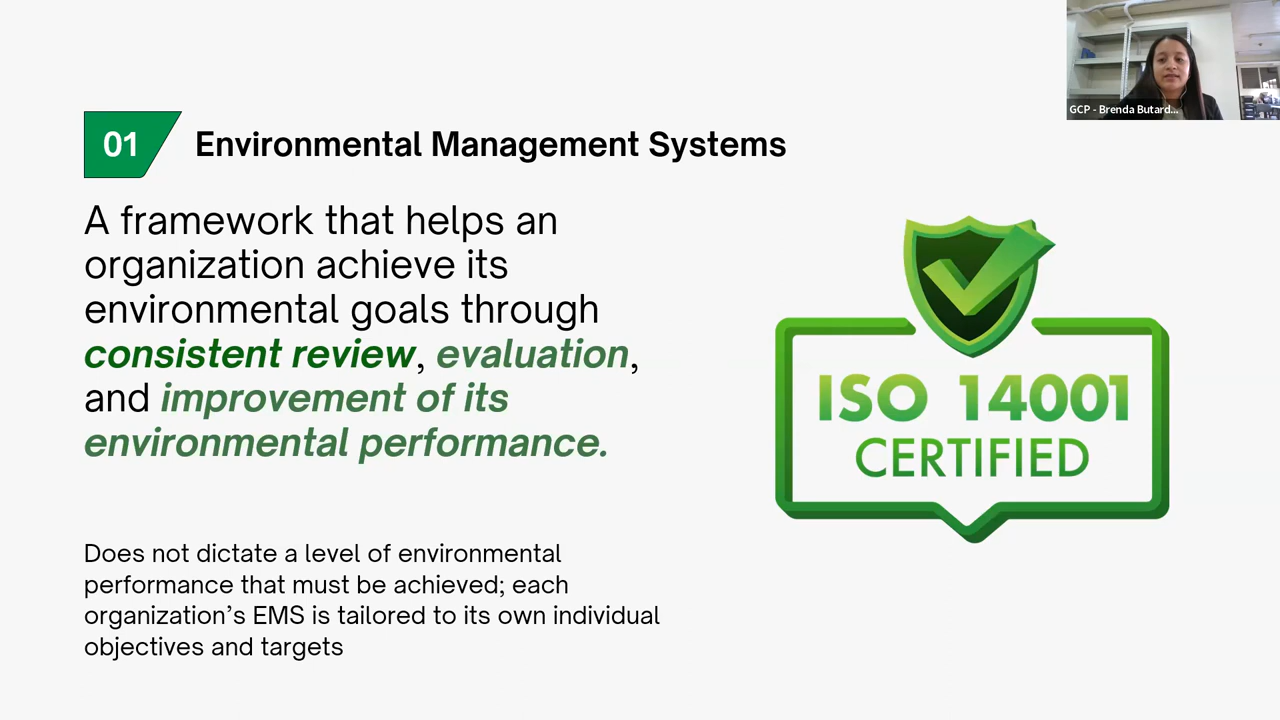 01 Environmental Management Systems
A framework that helps an
organization achieve its
environmental goals through
consistent review, evaluation,
and improvement of its
environmental performance.
Does not dictate a level of environmental
performance that must be achieved; each
organization’s EMS is tailored to its own individual
objectives and targets
ISO 14001
CERTIFIED
GCP - Brenda Butard...